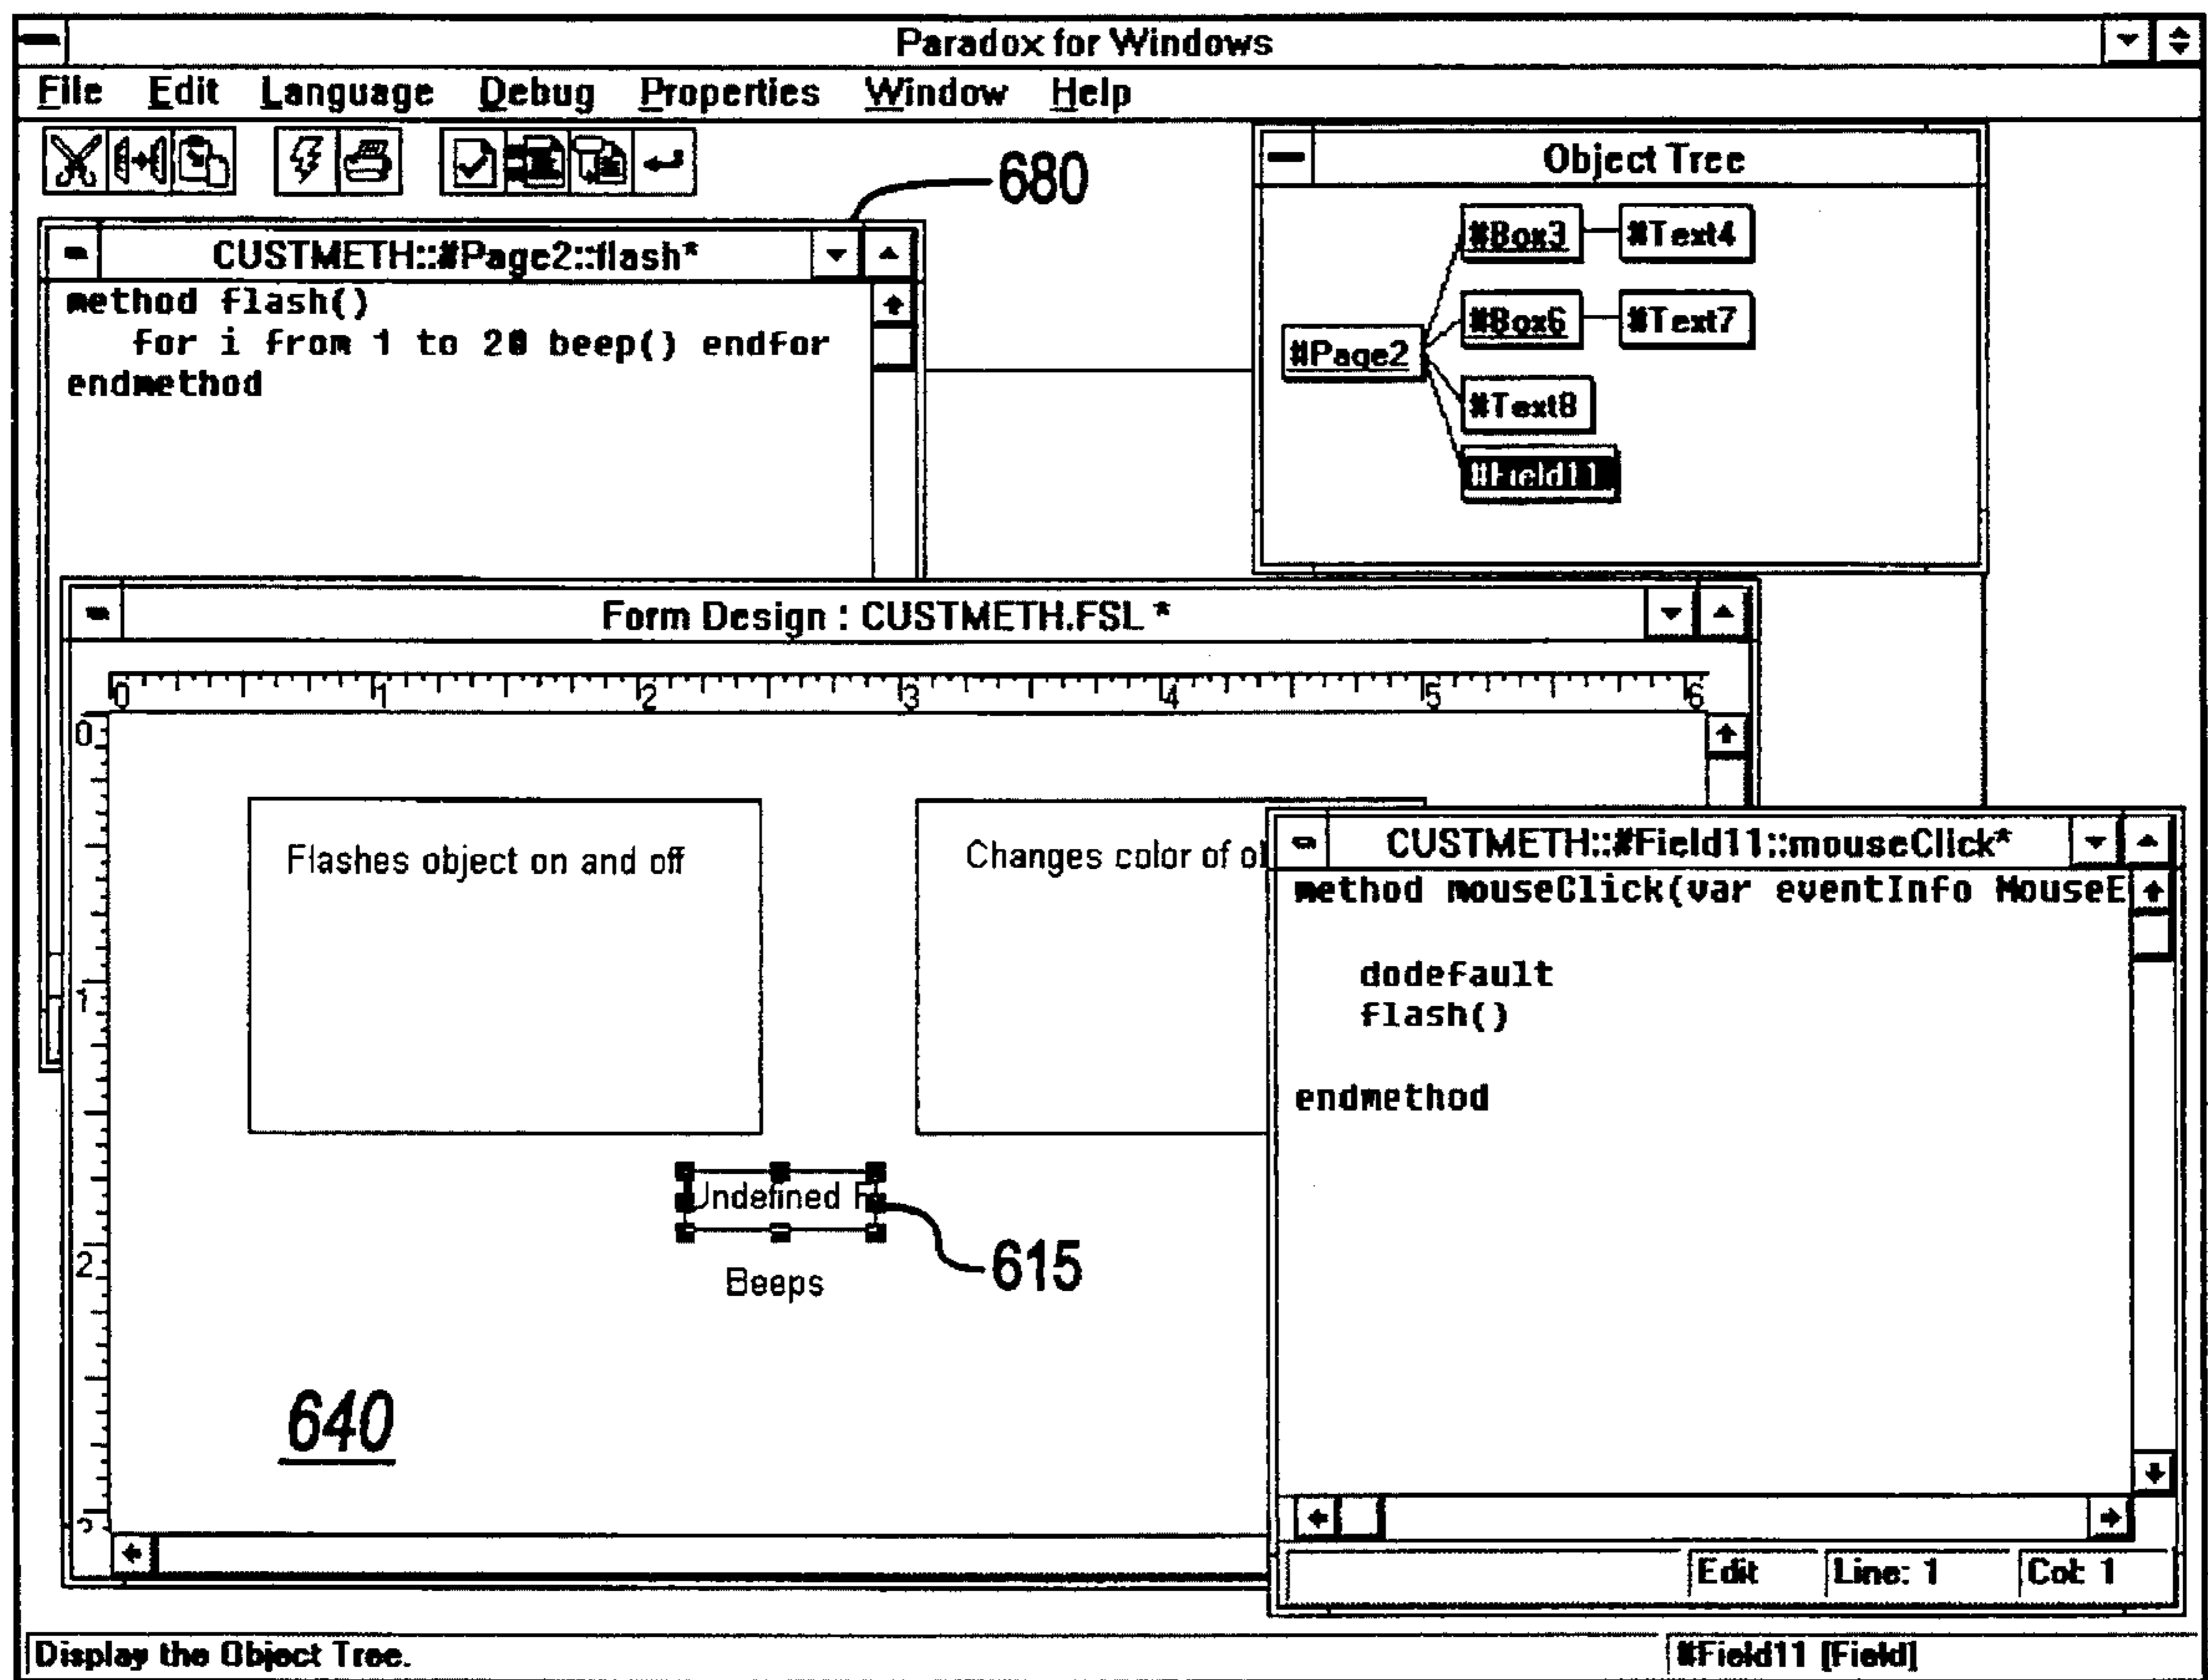 Paradox for Windows
File Edit Language Debug Properties Window Help
680
CUSTMETH::#Page2::flash*
method flash()
for i from 1 to 20 beep() endfor
endmethod
Object Tree
#Box3 #Text4
#Box6 #Text7
#Page2
#Text8
#Field11
Form Design : CUSTMETH.FSL *
0 1 2 3 4 5 6
0
1
2
Flashes object on and off
Changes color of ob
Undefined F
615
Beeps
640
CUSTMETH::#Field11::mouseClick*
method mouseClick(var eventInfo MouseE
dodefault
flash()
endmethod
Edit Line: 1 Col: 1
Display the Object Tree.
#Field11 [Field]